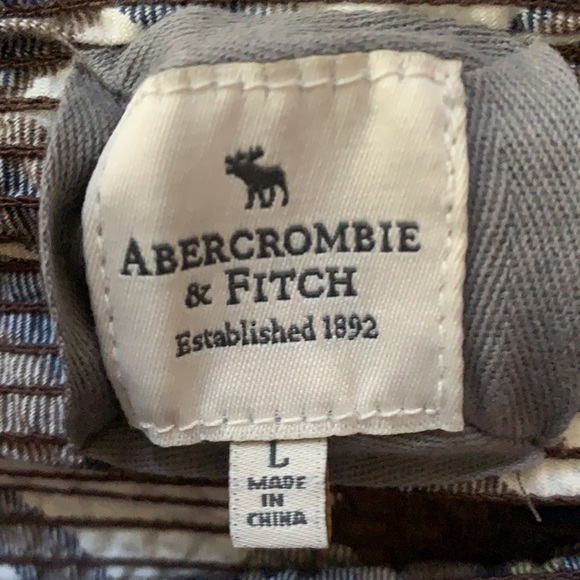 ABERCROMBIE
& FITCH
Established 1892
L
MADE
IN
CHINA